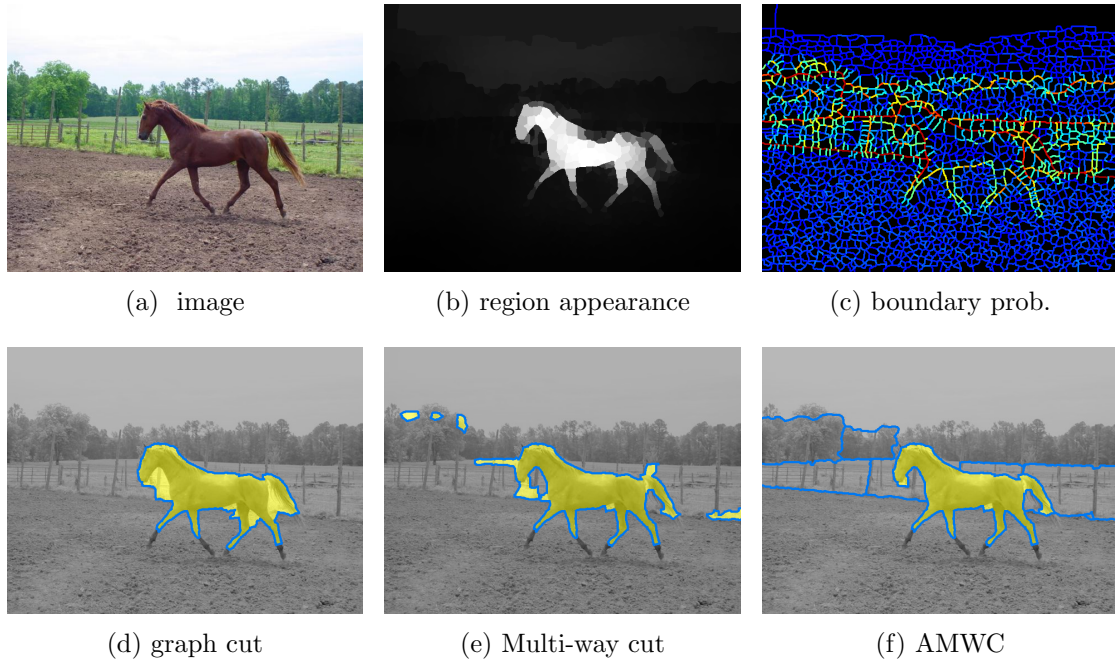 (a) image
(b) region appearance
(c) boundary prob.
(d) graph cut
(e) Multi-way cut
(f) AMWC